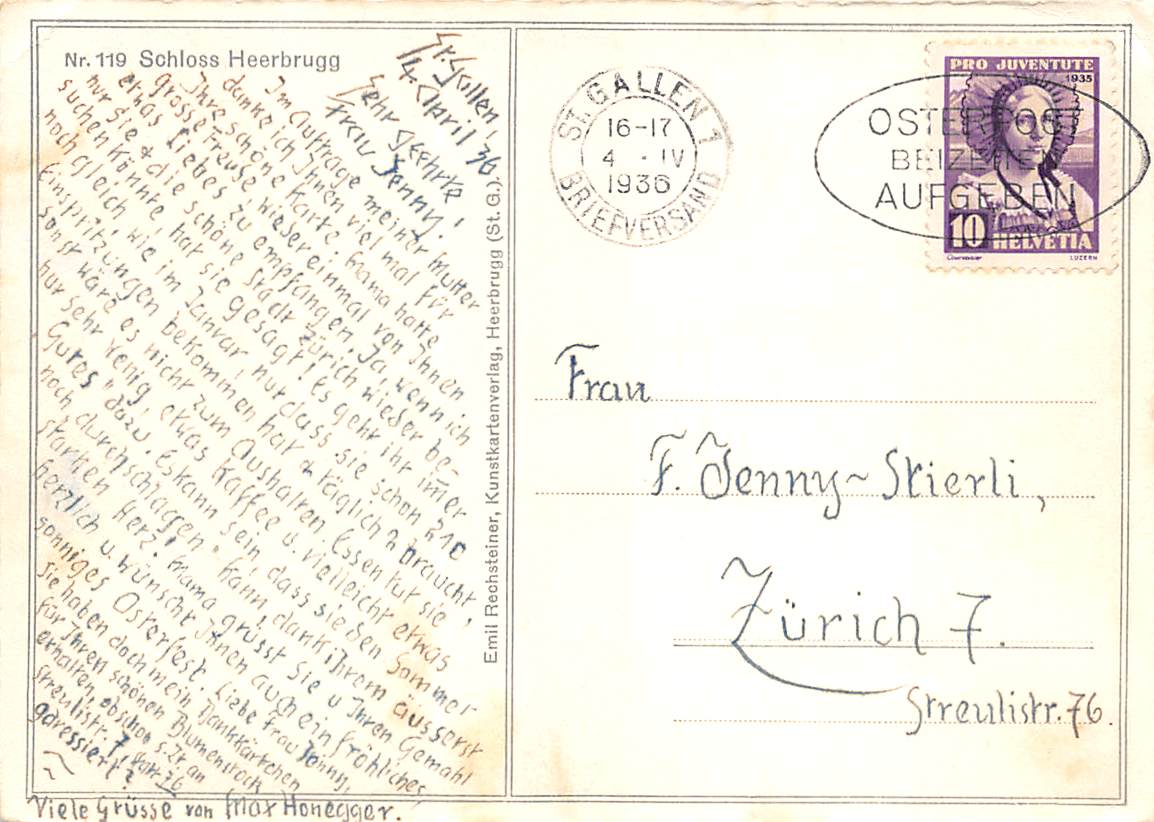 Nr. 119 Schloss Heerbrugg
St. Gallen,
4. April 36
Sehr geehrte
Frau Jenny!
Im Auftrage meiner Mutter
danke ich Ihnen viel mal für
Ihre schöne Karte. Mama hatte
grosse Freude wieder einmal von Ihnen
etwas Liebes zu empfangen. Ja, wenn ich
nur Sie & die schöne Stadt Zürich wieder be-
suchen könnte, hat sie gesagt! Es geht ihr imer
noch gleich wie im Januar, nur dass sie schon 210
Einspritzungen bekommen hat & täglich 2 braucht,
sonst wäre es nicht zum Aushalten. Essen tut sie
nur sehr wenig, etwas Kaffee u. vielleicht etwas
"Gutes" dazu. Es kann sein, dass sie den Sommer
noch durchschlagen kann, dank ihrem äusserst
starken Herz. Mama grüsst Sie u Ihren Gemahl
herzlich u. wünscht Ihnen auch ein fröhliches,
sonniges Osterfest. Liebe Frau Jenny,
sie haben doch mein Dankkärtchen
für Ihren schönen Blumenstock
erhalten, obschon s. Zt. an
Streulistr. 7, statt 76
adressiert?
Viele Grüsse von Max Honegger.
Emil Rechsteiner, Kunstkartenverlag, Heerbrugg (St. G.)
ST. GALLEN 1
16-17
4. IV
1936
BRIEFVERSAND
OSTERPOST
BEIZEITEN
AUFGEBEN
PRO JUVENTUTE
1935
10
HELVETIA
LUZERN
Frau
F. Jenny-Stierli,
Zürich 7.
Streulistr. 76.